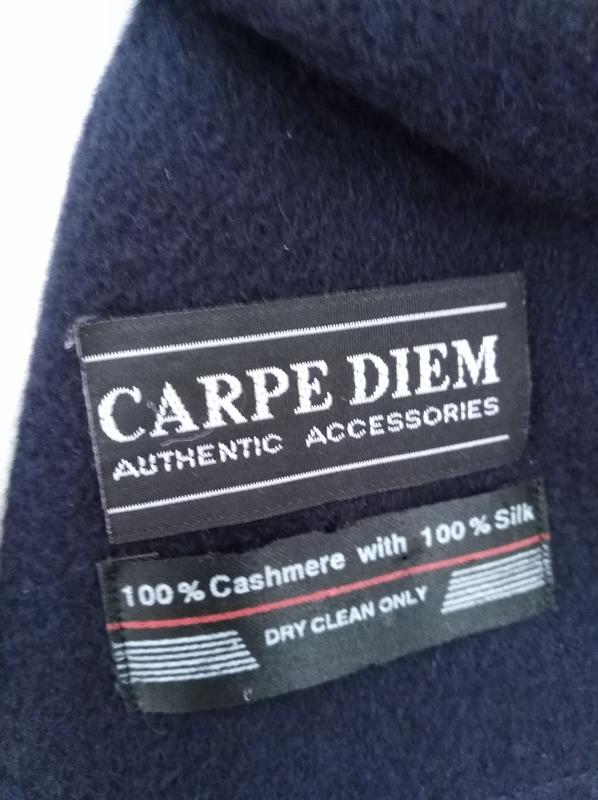 CARPE DIEM
AUTHENTIC ACCESSORIES
100% Cashmere with 100% Silk
DRY CLEAN ONLY